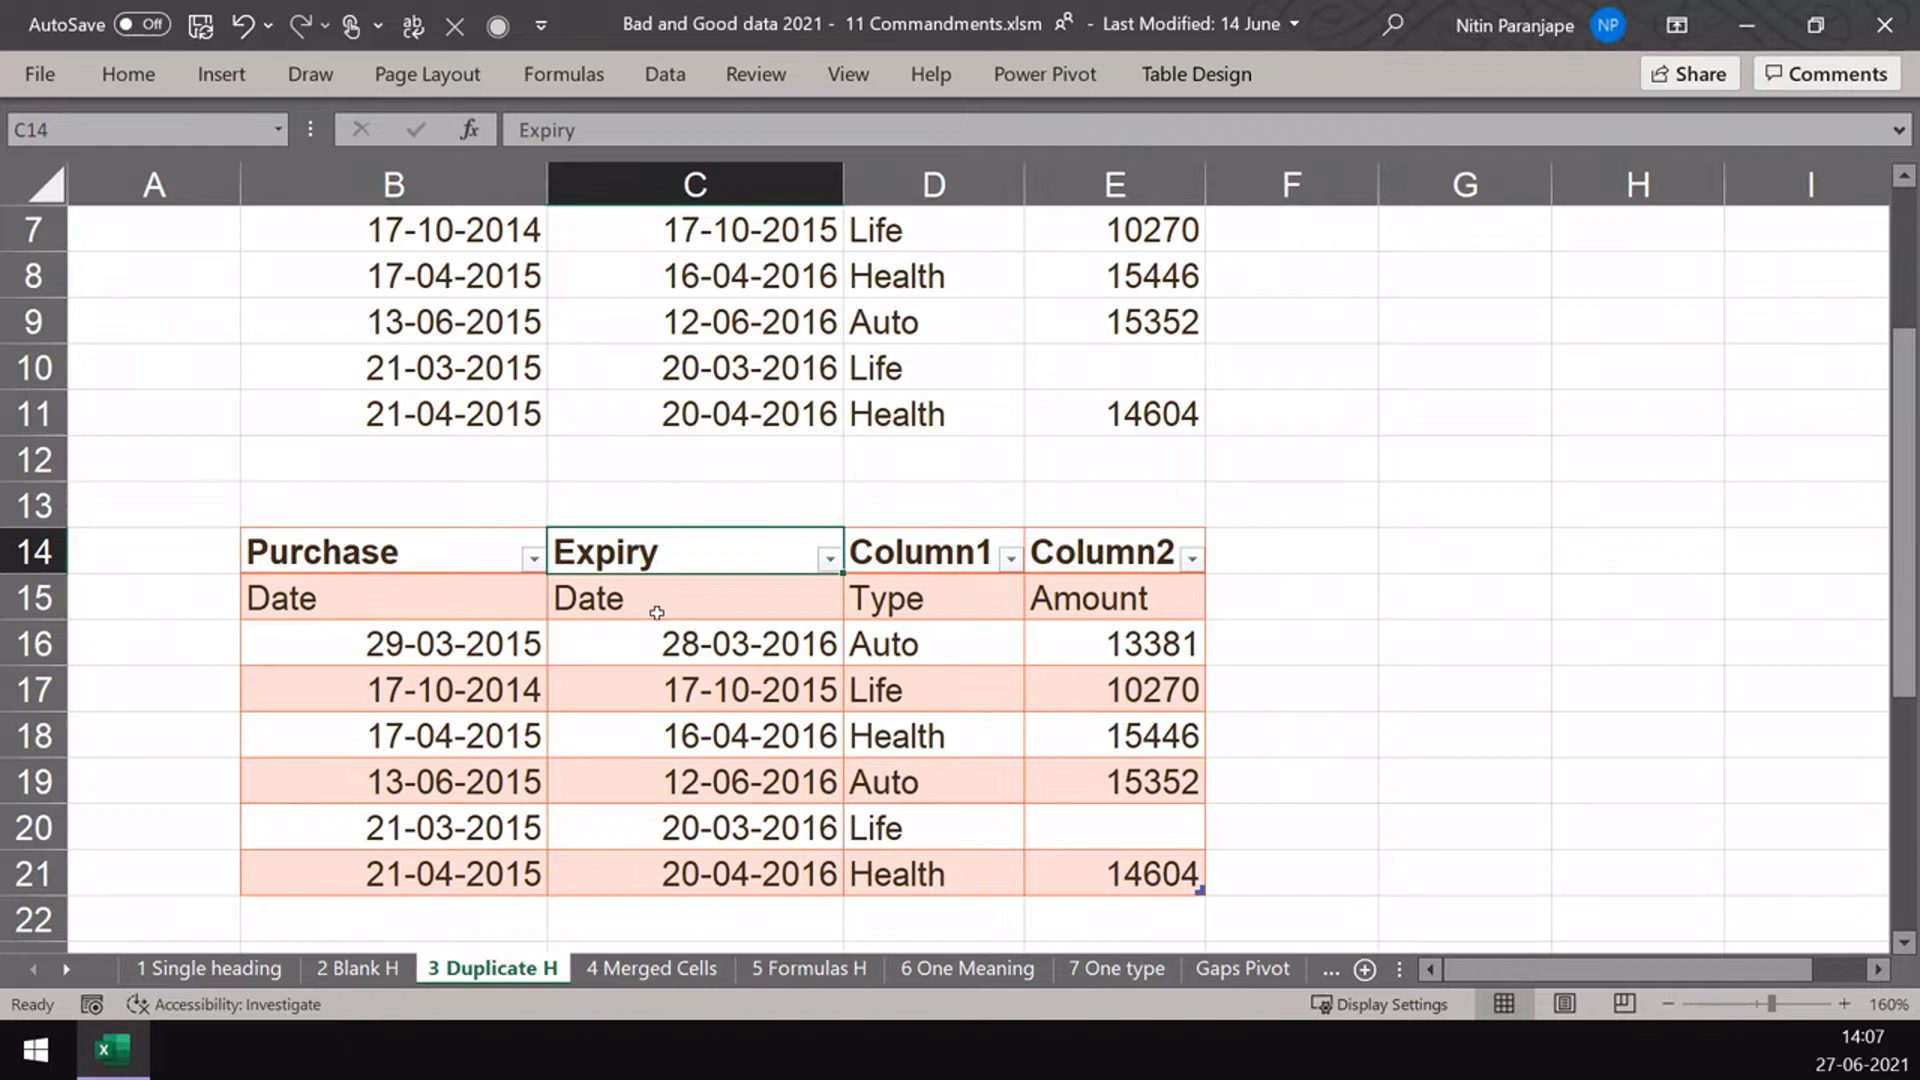 AutoSave Off Bad and Good data 2021 - 11 Commandments.xlsm - Last Modified: 14 June Nitin Paranjape NP
File Home Insert Draw Page Layout Formulas Data Review View Help Power Pivot Table Design Share Comments
C14 fx Expiry
A B C D E F G H I
7 17-10-2014 17-10-2015 Life 10270
8 17-04-2015 16-04-2016 Health 15446
9 13-06-2015 12-06-2016 Auto 15352
10 21-03-2015 20-03-2016 Life
11 21-04-2015 20-04-2016 Health 14604
12
13
14 Purchase Expiry Column1 Column2
15 Date Date Type Amount
16 29-03-2015 28-03-2016 Auto 13381
17 17-10-2014 17-10-2015 Life 10270
18 17-04-2015 16-04-2016 Health 15446
19 13-06-2015 12-06-2016 Auto 15352
20 21-03-2015 20-03-2016 Life
21 21-04-2015 20-04-2016 Health 14604
22
1 Single heading 2 Blank H 3 Duplicate H 4 Merged Cells 5 Formulas H 6 One Meaning 7 One type Gaps Pivot ...
Ready Accessibility: Investigate Display Settings 160%
14:07
27-06-2021